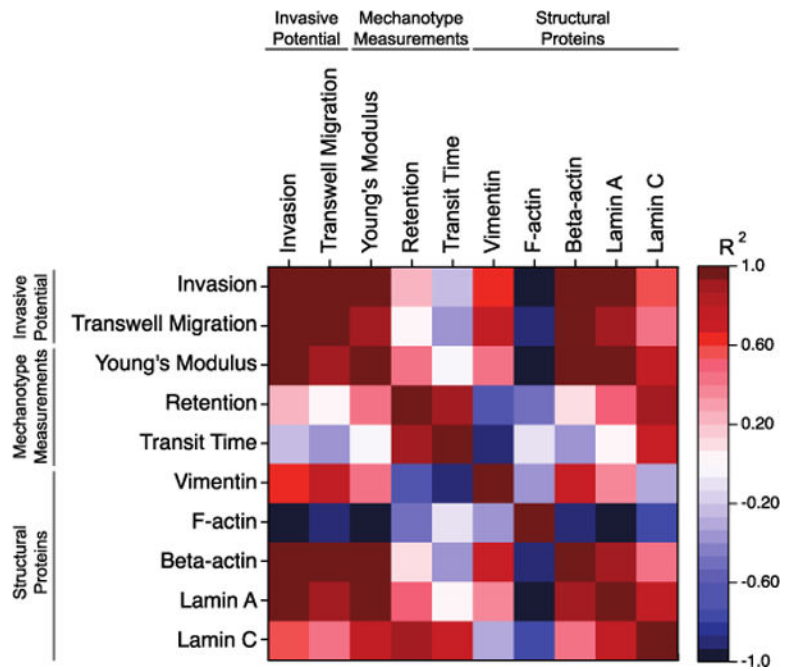 Invasive Potential
Mechanotype Measurements
Structural Proteins
Invasion
Transwell Migration
Young's Modulus
Retention
Transit Time
Vimentin
F-actin
Beta-actin
Lamin A
Lamin C
Invasive Potential
Mechanotype Measurements
Structural Proteins
Invasion
Transwell Migration
Young's Modulus
Retention
Transit Time
Vimentin
F-actin
Beta-actin
Lamin A
Lamin C
R²
1.0
0.60
0.20
-0.20
-0.60
-1.0